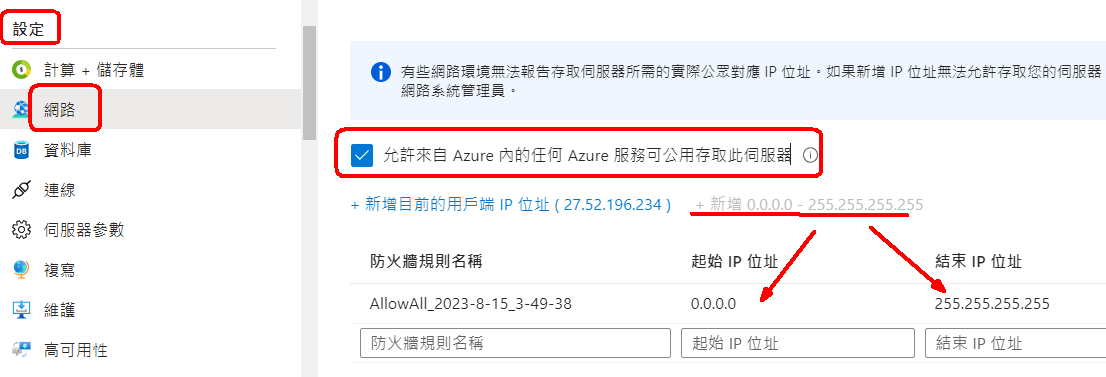 設定
計算 + 儲存體
網路
資料庫
連線
伺服器參數
複寫
維護
高可用性
有些網路環境無法報告存取伺服器所需的實際公眾對應 IP 位址。如果新增 IP 位址無法允許存取您的伺服器
網路系統管理員。
允許來自 Azure 內的任何 Azure 服務可公用存取此伺服器
+ 新增目前的用戶端 IP 位址 ( 27.52.196.234 ) + 新增 0.0.0.0 - 255.255.255.255
防火牆規則名稱 起始 IP 位址 結束 IP 位址
AllowAll_2023-8-15_3-49-38 0.0.0.0 255.255.255.255
防火牆規則名稱 起始 IP 位址 結束 IP 位址